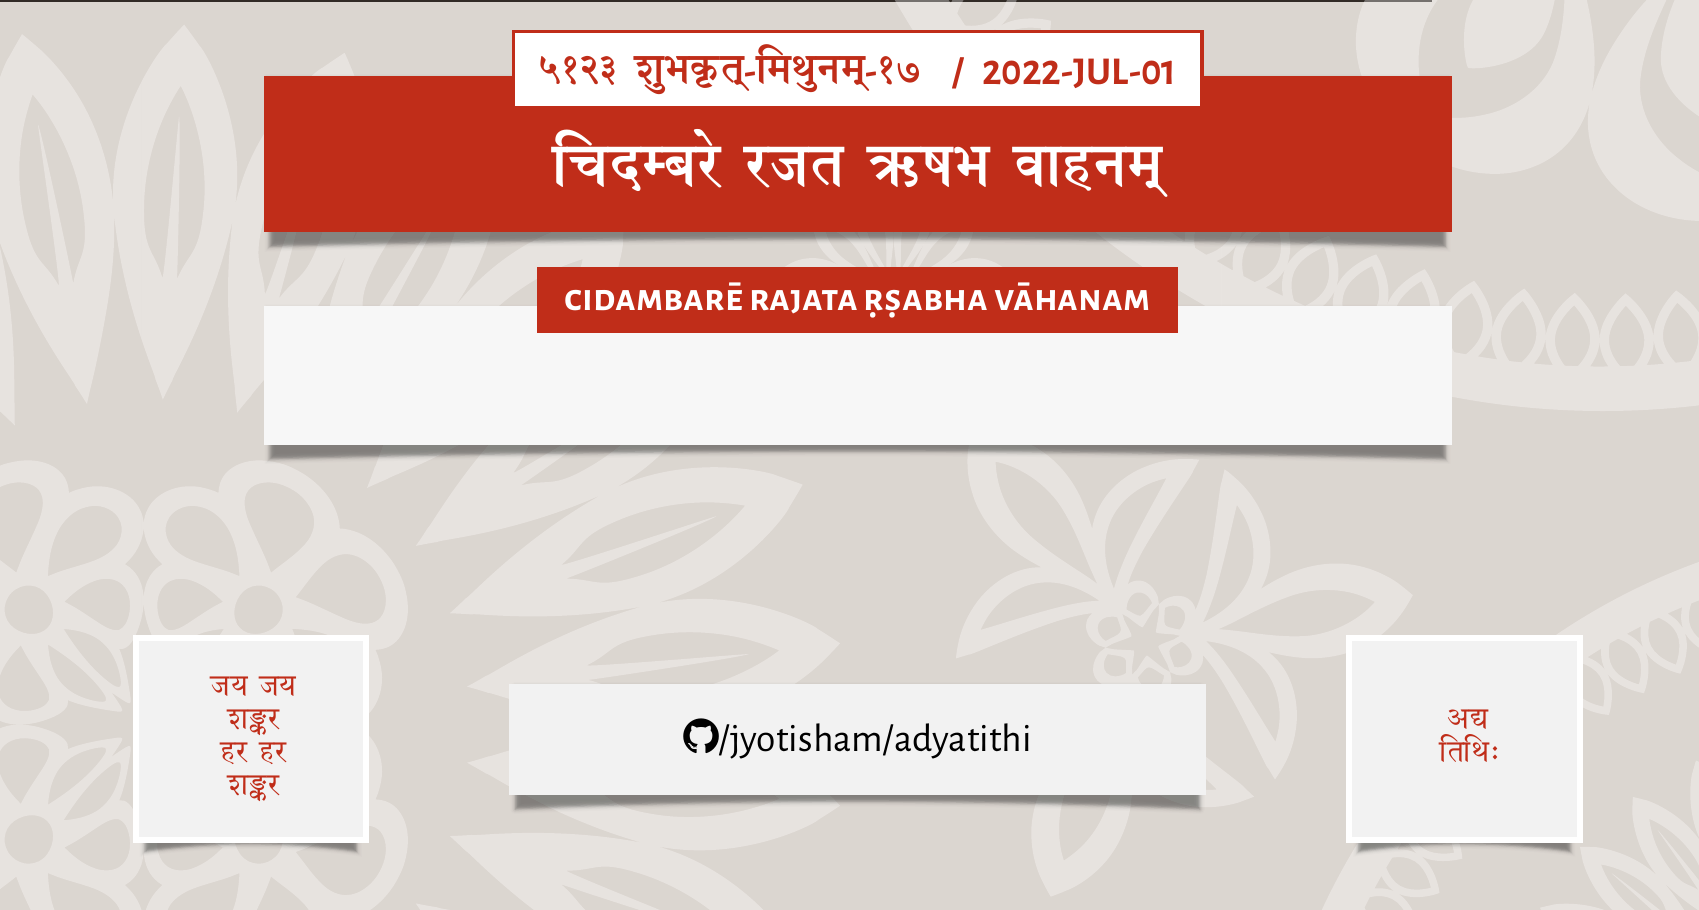 ५१२३ शुभकृत्-मिथुनम्-१७ / 2022-JUL-01
चिदम्बरे रजत ऋषभ वाहनम्
CIDAMBARĒ RAJATA ṚṢABHA VĀHANAM
जय जय
शङ्कर
हर हर
शङ्कर
/jyotisham/adyatithi
अद्य
तिथिः